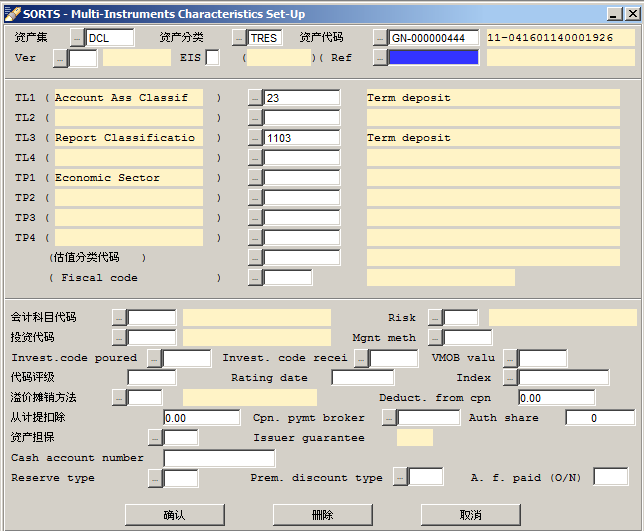 SORTS - Multi-Instruments Characteristics Set-Up
资产集 ... DCL 资产分类 ... TRES 资产代码 ... GN-000000444 11-041601140001926
Ver ... EIS ( )( Ref ...
TL1 ( Account Ass Classif ) ... 23 Term deposit
TL2 ( ) ...
TL3 ( Report Classificatio ) ... 1103 Term deposit
TL4 ( ) ...
TP1 ( Economic Sector ) ...
TP2 ( ) ...
TP3 ( ) ...
TP4 ( ) ...
(估值分类代码 ) ...
( Fiscal code ) ...
会计科目代码 ... Risk ...
投资代码 ... Mgnt meth ...
Invest.code poured ... Invest. code recei ... VMOB valu ...
代码评级 Rating date Index ...
溢价摊销方法 ... Deduct. from cpn 0.00
从计提扣除 0.00 Cpn. pymt broker ... Auth share 0
资产担保 ... Issuer guarantee
Cash account number
Reserve type ... Prem. discount type ... A. f. paid (O/N)
确认 删除 取消